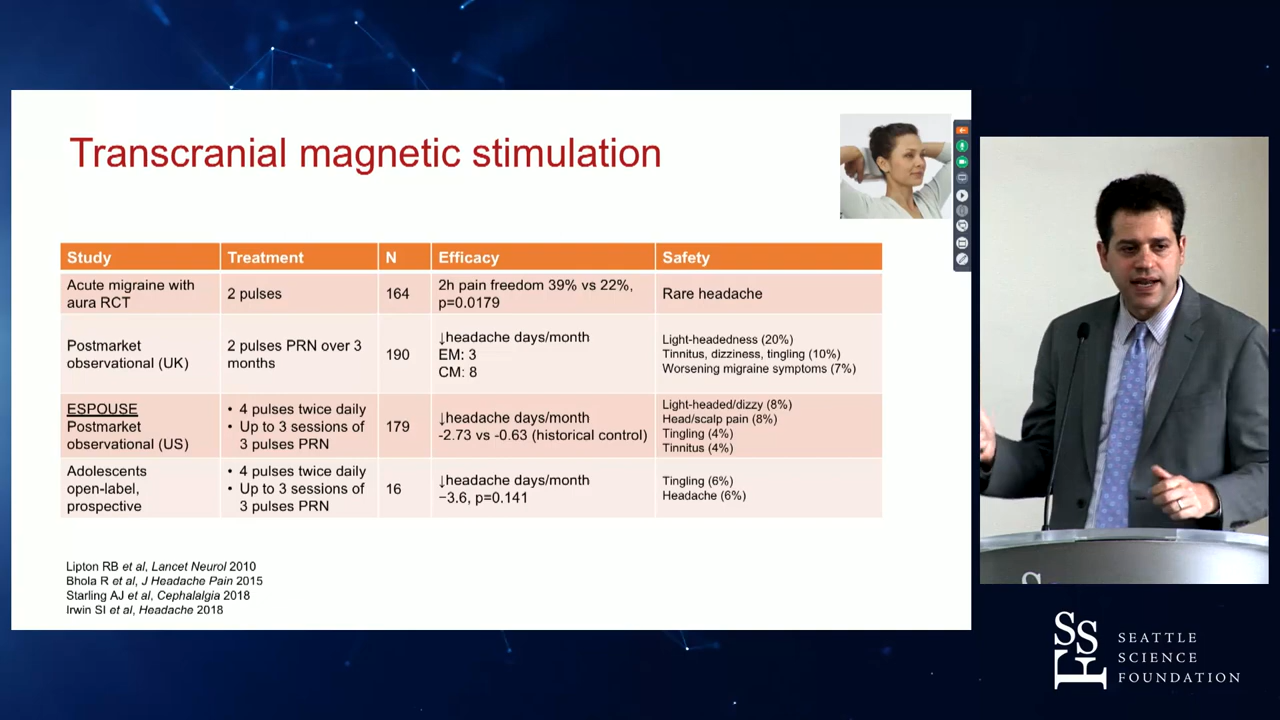 Transcranial magnetic stimulation
Study Treatment N Efficacy Safety
Acute migraine with
aura RCT
2 pulses
164
2h pain freedom 39% vs 22%,
p=0.0179
Rare headache
Postmarket
observational (UK)
2 pulses PRN over 3
months
190
↓headache days/month
EM: 3
CM: 8
Light-headedness (20%)
Tinnitus, dizziness, tingling (10%)
Worsening migraine symptoms (7%)
ESPOUSE
Postmarket
observational (US)
• 4 pulses twice daily
• Up to 3 sessions of
3 pulses PRN
179
↓headache days/month
-2.73 vs -0.63 (historical control)
Light-headed/dizzy (8%)
Head/scalp pain (8%)
Tingling (4%)
Tinnitus (4%)
Adolescents
open-label,
prospective
• 4 pulses twice daily
• Up to 3 sessions of
3 pulses PRN
16
↓headache days/month
−3.6, p=0.141
Tingling (6%)
Headache (6%)
Lipton RB et al, Lancet Neurol 2010
Bhola R et al, J Headache Pain 2015
Starling AJ et al, Cephalalgia 2018
Irwin SI et al, Headache 2018
SSF
SEATTLE
SCIENCE
FOUNDATION